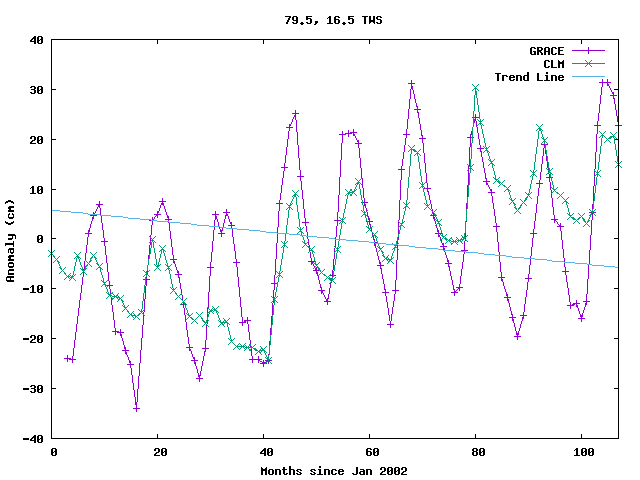 79.5, 16.5 TWS
GRACE
CLM
Trend Line
40
30
20
10
0
-10
-20
-30
-40
Anomaly (cm)
0 20 40 60 80 100
Months since Jan 2002